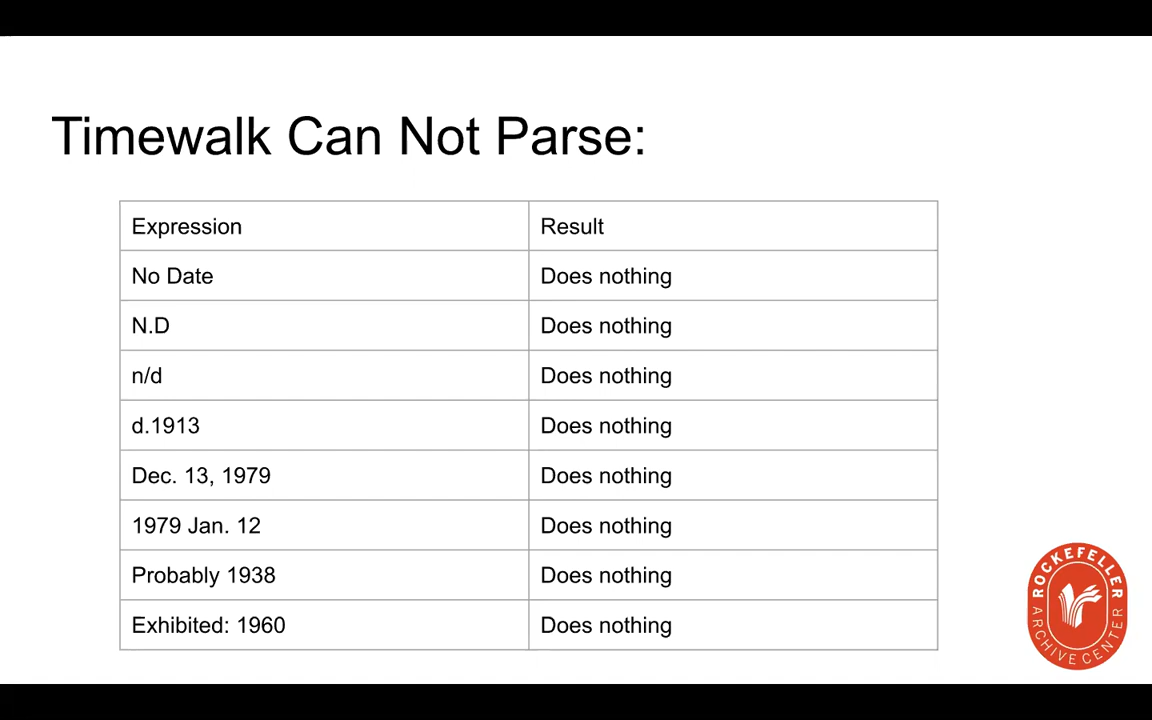 Timewalk Can Not Parse:
Expression Result
No Date Does nothing
N.D Does nothing
n/d Does nothing
d.1913 Does nothing
Dec. 13, 1979 Does nothing
1979 Jan. 12 Does nothing
Probably 1938 Does nothing
Exhibited: 1960 Does nothing
ROCKEFELLER
ARCHIVE CENTER